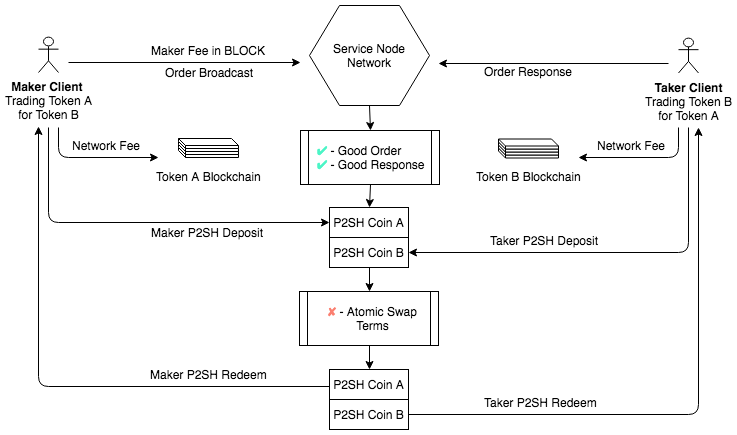 Maker Fee in BLOCK
Order Broadcast
Service Node
Network
Order Response
Maker Client
Trading Token A
for Token B
Taker Client
Trading Token B
for Token A
Network Fee
Token A Blockchain
✔ - Good Order
✔ - Good Response
Network Fee
Token B Blockchain
Maker P2SH Deposit
P2SH Coin A
P2SH Coin B
Taker P2SH Deposit
✘ - Atomic Swap
Terms
Maker P2SH Redeem
P2SH Coin A
P2SH Coin B
Taker P2SH Redeem